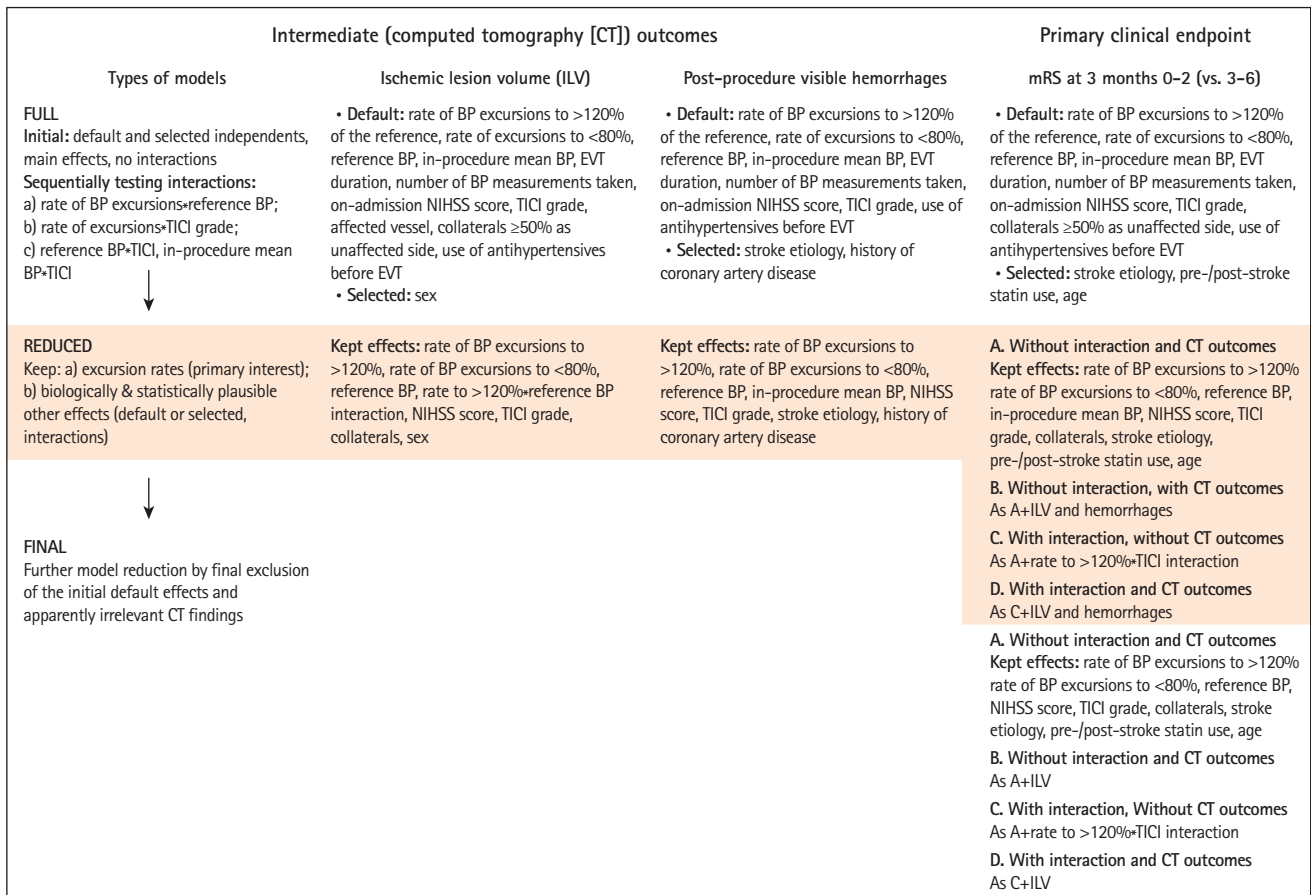 Intermediate (computed tomography [CT]) outcomes
Primary clinical endpoint
Types of models
Ischemic lesion volume (ILV)
Post-procedure visible hemorrhages
mRS at 3 months 0–2 (vs. 3–6)
FULL
Initial: default and selected independents,
main effects, no interactions
Sequentially testing interactions:
a) rate of BP excursions*reference BP;
b) rate of excursions*TICI grade;
c) reference BP*TICI, in-procedure mean
BP*TICI
• Default: rate of BP excursions to >120%
of the reference, rate of excursions to <80%,
reference BP, in-procedure mean BP, EVT
duration, number of BP measurements taken,
on-admission NIHSS score, TICI grade,
affected vessel, collaterals ≥50% as
unaffected side, use of antihypertensives
before EVT
• Selected: sex
• Default: rate of BP excursions to >120%
of the reference, rate of excursions to <80%,
reference BP, in-procedure mean BP, EVT
duration, number of BP measurements taken,
on-admission NIHSS score, TICI grade, use of
antihypertensives before EVT
• Selected: stroke etiology, history of
coronary artery disease
• Default: rate of BP excursions to >120%
of the reference, rate of excursions to <80%,
reference BP, in-procedure mean BP, EVT
duration, number of BP measurements taken,
on-admission NIHSS score, TICI grade,
collaterals ≥50% as unaffected side, use of
antihypertensives before EVT
• Selected: stroke etiology, pre-/post-stroke
statin use, age
REDUCED
Keep: a) excursion rates (primary interest);
b) biologically & statistically plausible
other effects (default or selected,
interactions)
Kept effects: rate of BP excursions to
>120%, rate of BP excursions to <80%,
reference BP, rate to >120%*reference BP
interaction, NIHSS score, TICI grade,
collaterals, sex
Kept effects: rate of BP excursions to
>120%, rate of BP excursions to <80%,
reference BP, in-procedure mean BP, NIHSS
score, TICI grade, stroke etiology, history of
coronary artery disease
A. Without interaction and CT outcomes
Kept effects: rate of BP excursions to >120%
rate of BP excursions to <80%, reference BP,
in-procedure mean BP, NIHSS score, TICI
grade, collaterals, stroke etiology,
pre-/post-stroke statin use, age
B. Without interaction, with CT outcomes
As A+ILV and hemorrhages
C. With interaction, without CT outcomes
As A+rate to >120%*TICI interaction
D. With interaction and CT outcomes
As C+ILV and hemorrhages
FINAL
Further model reduction by final exclusion
of the initial default effects and
apparently irrelevant CT findings
A. Without interaction and CT outcomes
Kept effects: rate of BP excursions to >120%
rate of BP excursions to <80%, reference BP,
NIHSS score, TICI grade, collaterals, stroke
etiology, pre-/post-stroke statin use, age
B. Without interaction and CT outcomes
As A+ILV
C. With interaction, Without CT outcomes
As A+rate to >120%*TICI interaction
D. With interaction and CT outcomes
As C+ILV